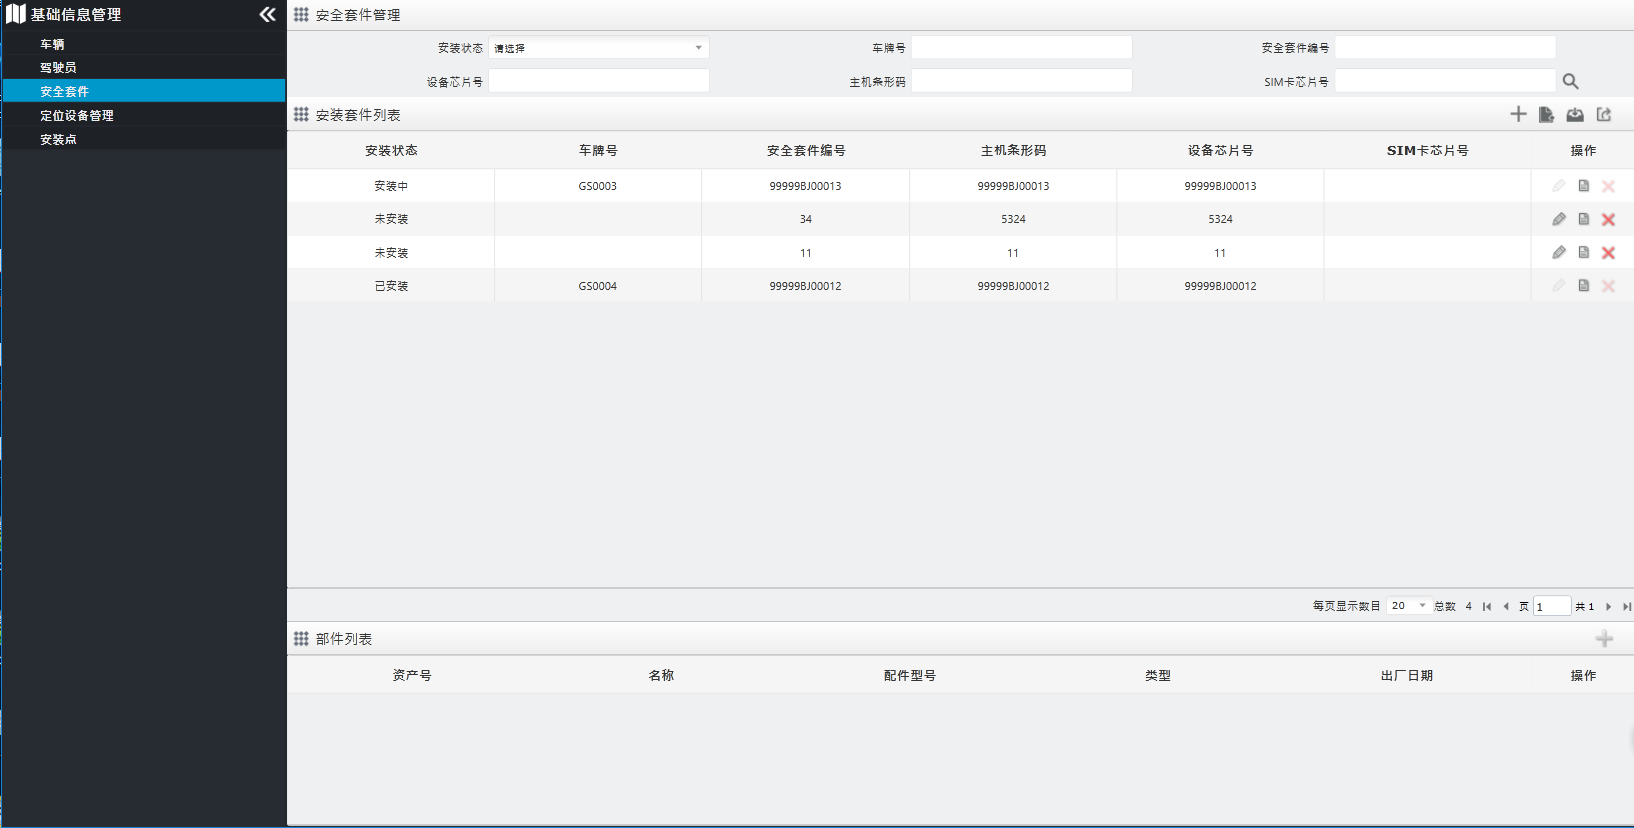 基础信息管理
车辆
驾驶员
安全套件
定位设备管理
安装点
安全套件管理
安装状态 请选择 车牌号 安全套件编号
设备芯片号 主机条形码 SIM卡芯片号
安装套件列表
安装状态 车牌号 安全套件编号 主机条形码 设备芯片号 SIM卡芯片号 操作
安装中 GS0003 99999BJ00013 99999BJ00013 99999BJ00013
未安装 34 5324 5324
未安装 11 11 11
已安装 GS0004 99999BJ00012 99999BJ00012 99999BJ00012
每页显示数目 20 总数 4 页 1 共 1
部件列表
资产号 名称 配件型号 类型 出厂日期 操作